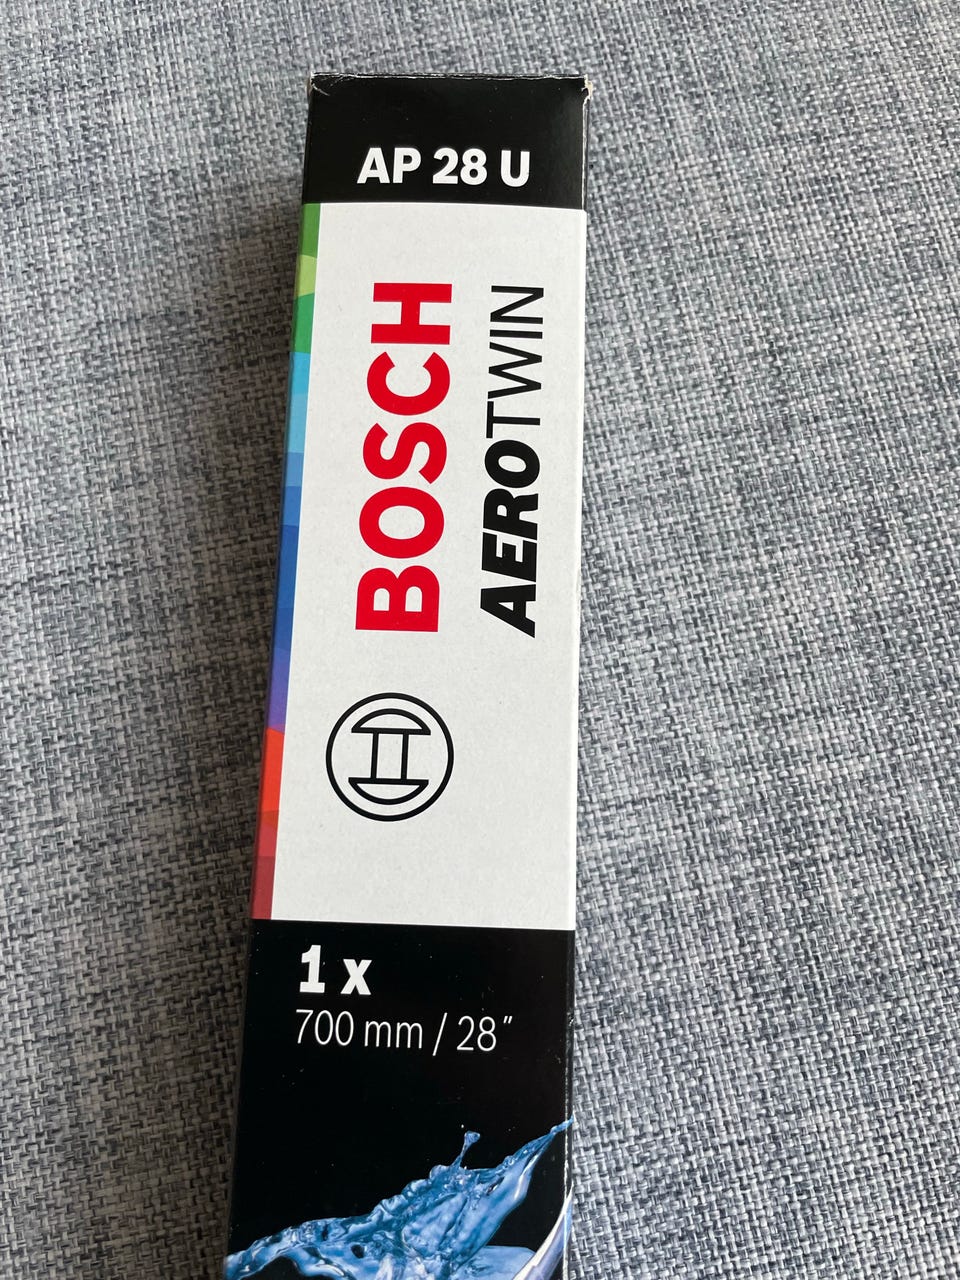 AP 28 U
BOSCH
AEROTWIN
1 x
700 mm / 28"